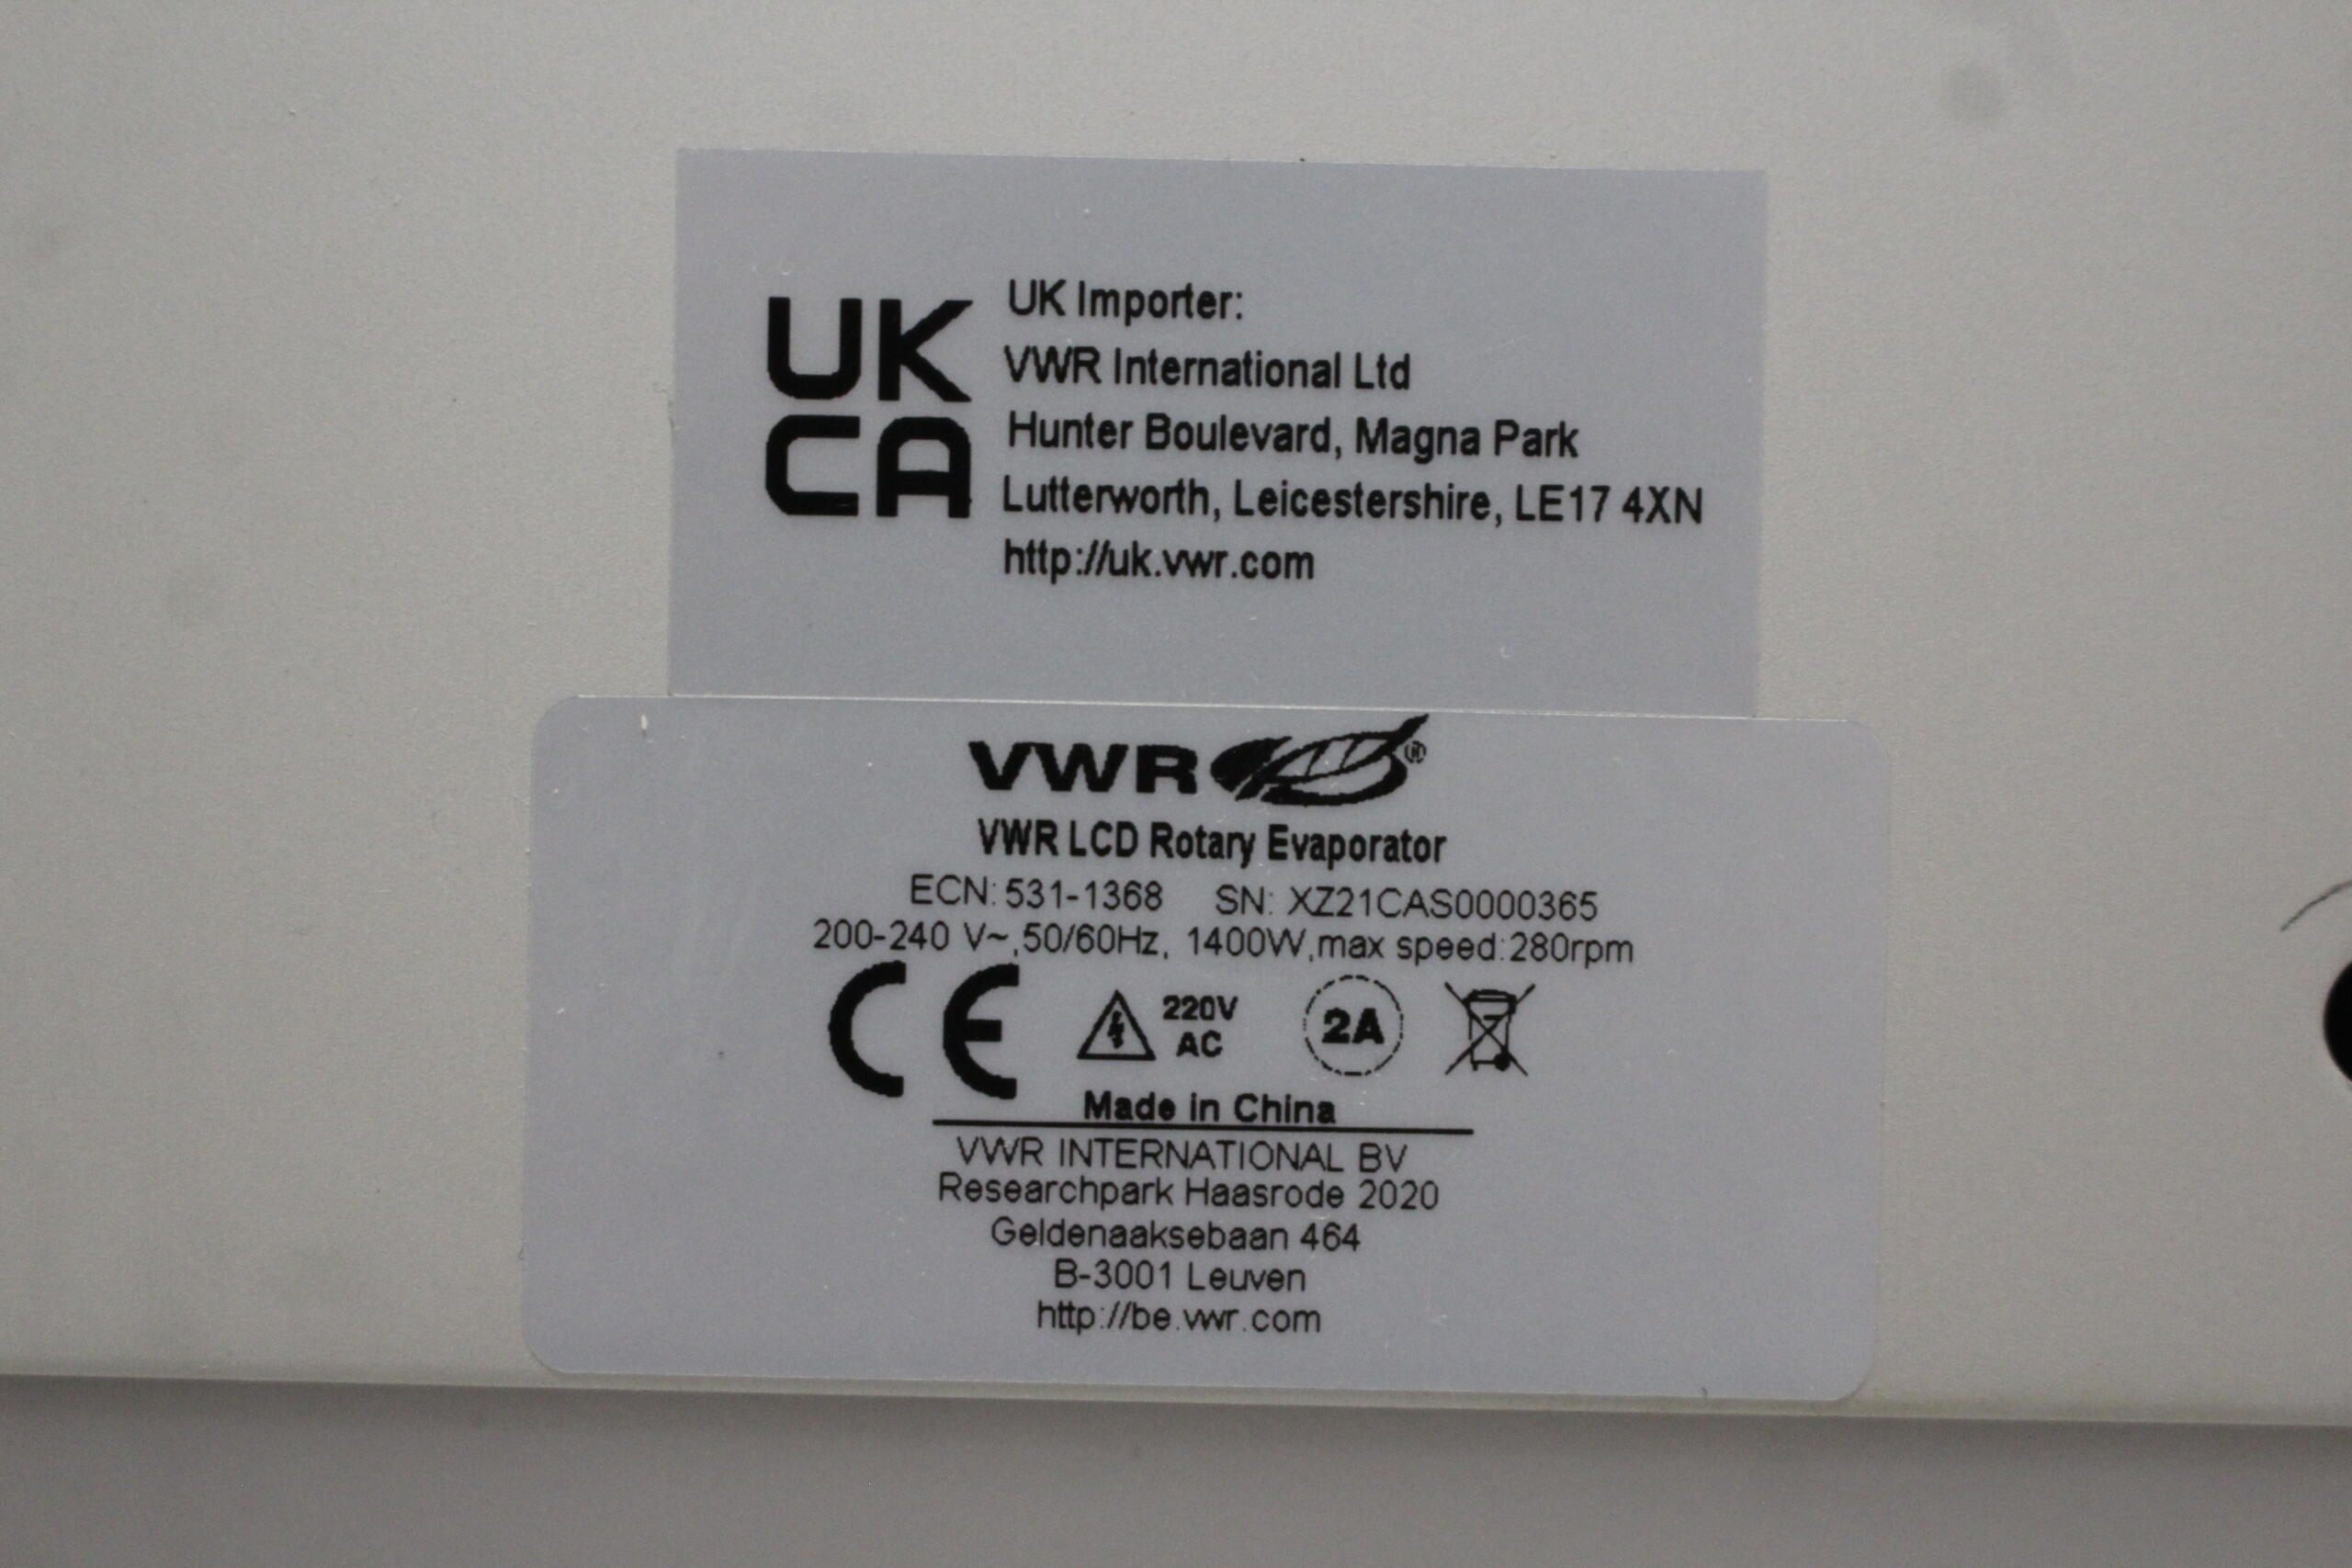 UK
CA
UK Importer:
VWR International Ltd
Hunter Boulevard, Magna Park
Lutterworth, Leicestershire, LE17 4XN
http://uk.vwr.com
VWR ®
VWR LCD Rotary Evaporator
ECN: 531-1368 SN: XZ21CAS0000365
200-240 V~,50/60Hz, 1400W,max speed:280rpm
CE 220V AC 2A
Made in China
VWR INTERNATIONAL BV
Researchpark Haasrode 2020
Geldenaaksebaan 464
B-3001 Leuven
http://be.vwr.com